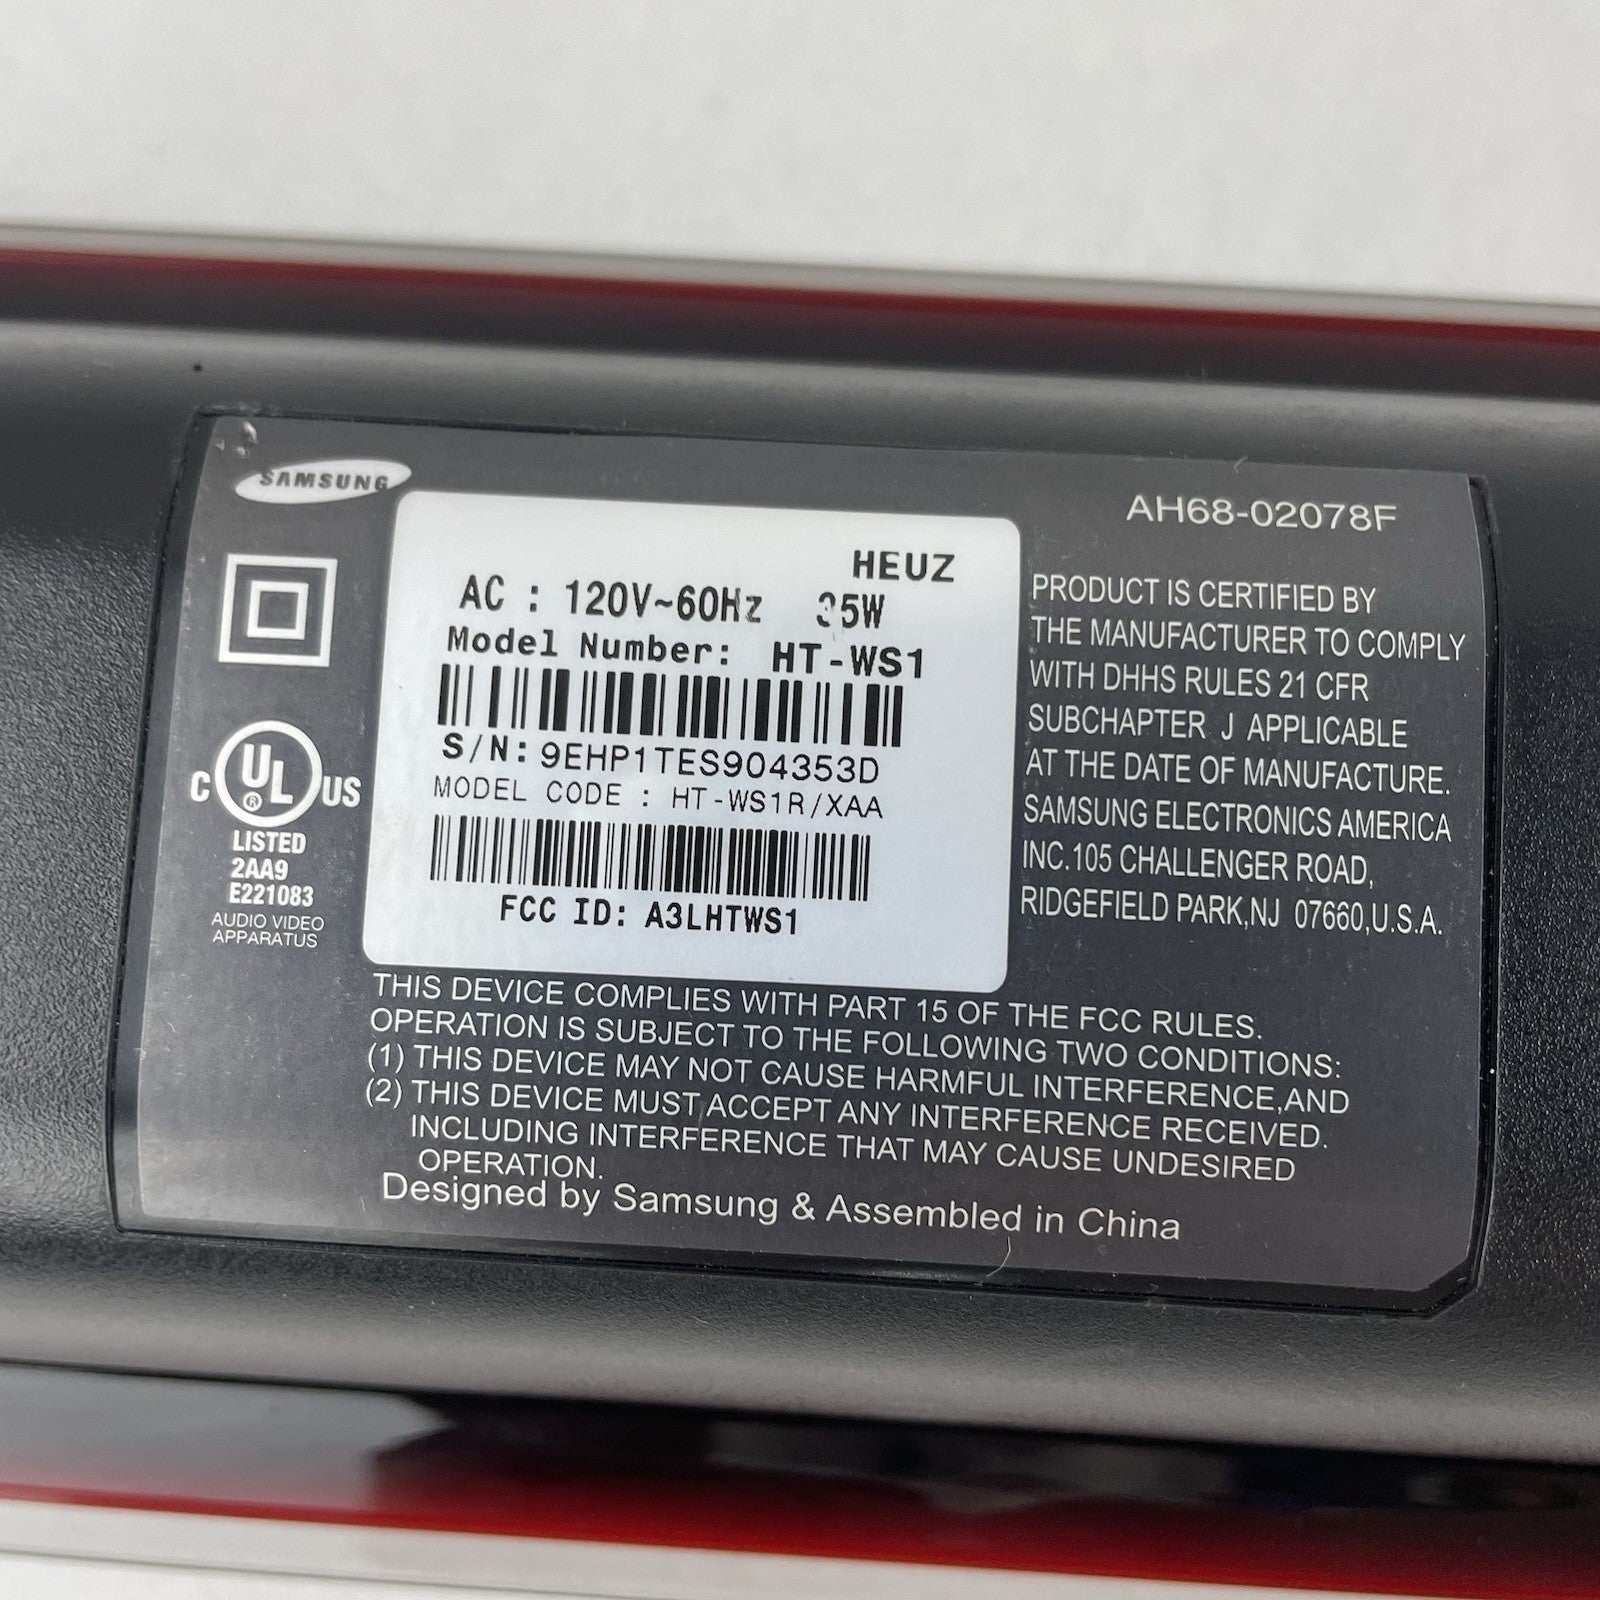 SAMSUNG
AH68-02078F
HEUZ
AC : 120V~60Hz 35W
Model Number: HT-WS1
S/N: 9EHP1TES904353D
MODEL CODE : HT-WS1R/XAA
FCC ID: A3LHTWS1
C UL ® US
LISTED
2AA9
E221083
AUDIO VIDEO
APPARATUS
PRODUCT IS CERTIFIED BY
THE MANUFACTURER TO COMPLY
WITH DHHS RULES 21 CFR
SUBCHAPTER J APPLICABLE
AT THE DATE OF MANUFACTURE.
SAMSUNG ELECTRONICS AMERICA
INC.105 CHALLENGER ROAD,
RIDGEFIELD PARK,NJ 07660,U.S.A.
THIS DEVICE COMPLIES WITH PART 15 OF THE FCC RULES.
OPERATION IS SUBJECT TO THE FOLLOWING TWO CONDITIONS:
(1) THIS DEVICE MAY NOT CAUSE HARMFUL INTERFERENCE,AND
(2) THIS DEVICE MUST ACCEPT ANY INTERFERENCE RECEIVED.
INCLUDING INTERFERENCE THAT MAY CAUSE UNDESIRED
OPERATION.
Designed by Samsung & Assembled in China